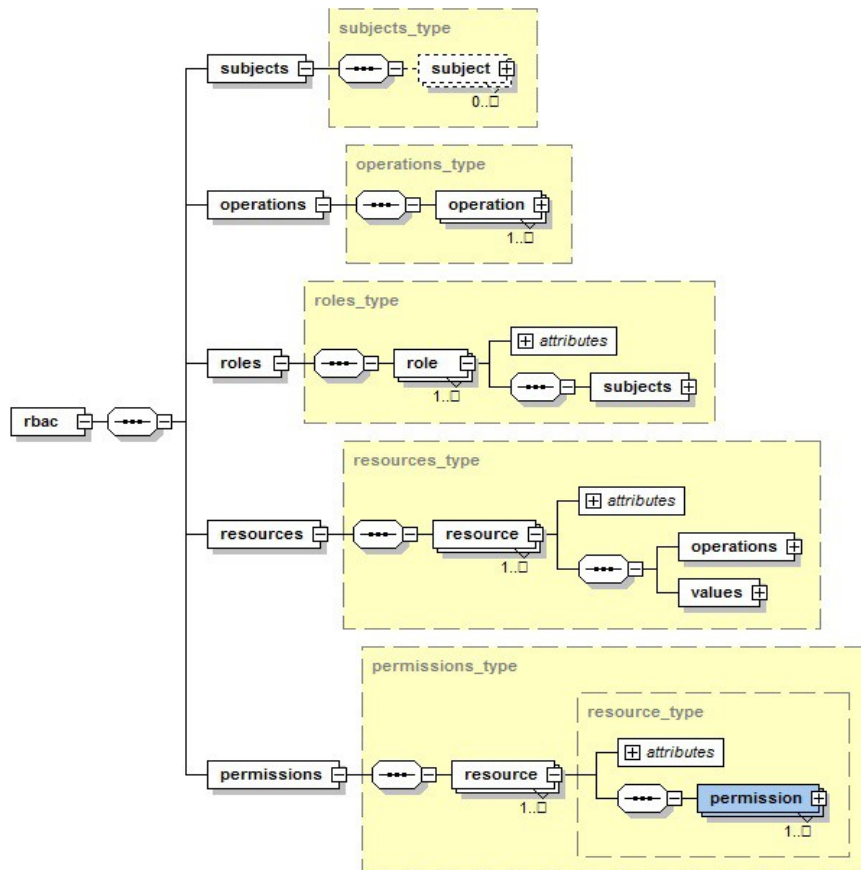 subjects_type
subjects
subject
0..□
operations_type
operations
operation
1..□
roles_type
roles
role
attributes
1..□
subjects
rbac
resources_type
resources
resource
attributes
1..□
operations
values
permissions_type
resource_type
permissions
resource
attributes
1..□
permission
1..□